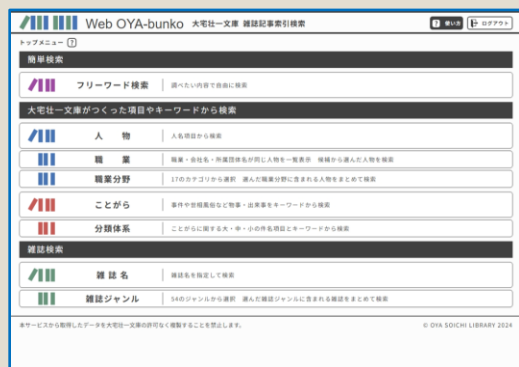 Web OYA-bunko 大宅壮一文庫 雑誌記事索引検索 ? 使い方 ログアウト
トップメニュー ?
簡単検索
フリーワード検索 調べたい内容で自由に検索
大宅壮一文庫がつくった項目やキーワードから検索
人 物 人名項目から検索
職 業 職業・会社名・所属団体名が同じ人物を一覧表示 候補から選んだ人物を検索
職業分野 17のカテゴリから選択 選んだ職業分野に含まれる人物をまとめて検索
ことがら 事件や世相風俗など物事・出来事をキーワードから検索
分類体系 ことがらに関する大・中・小の件名項目とキーワードから検索
雑誌検索
雑 誌 名 雑誌名を指定して検索
雑誌ジャンル 54のジャンルから選択 選んだ雑誌ジャンルに含まれる雑誌をまとめて検索
本サービスから取得したデータを大宅壮一文庫の許可なく複製することを禁止します。 © OYA SOICHI LIBRARY 2024